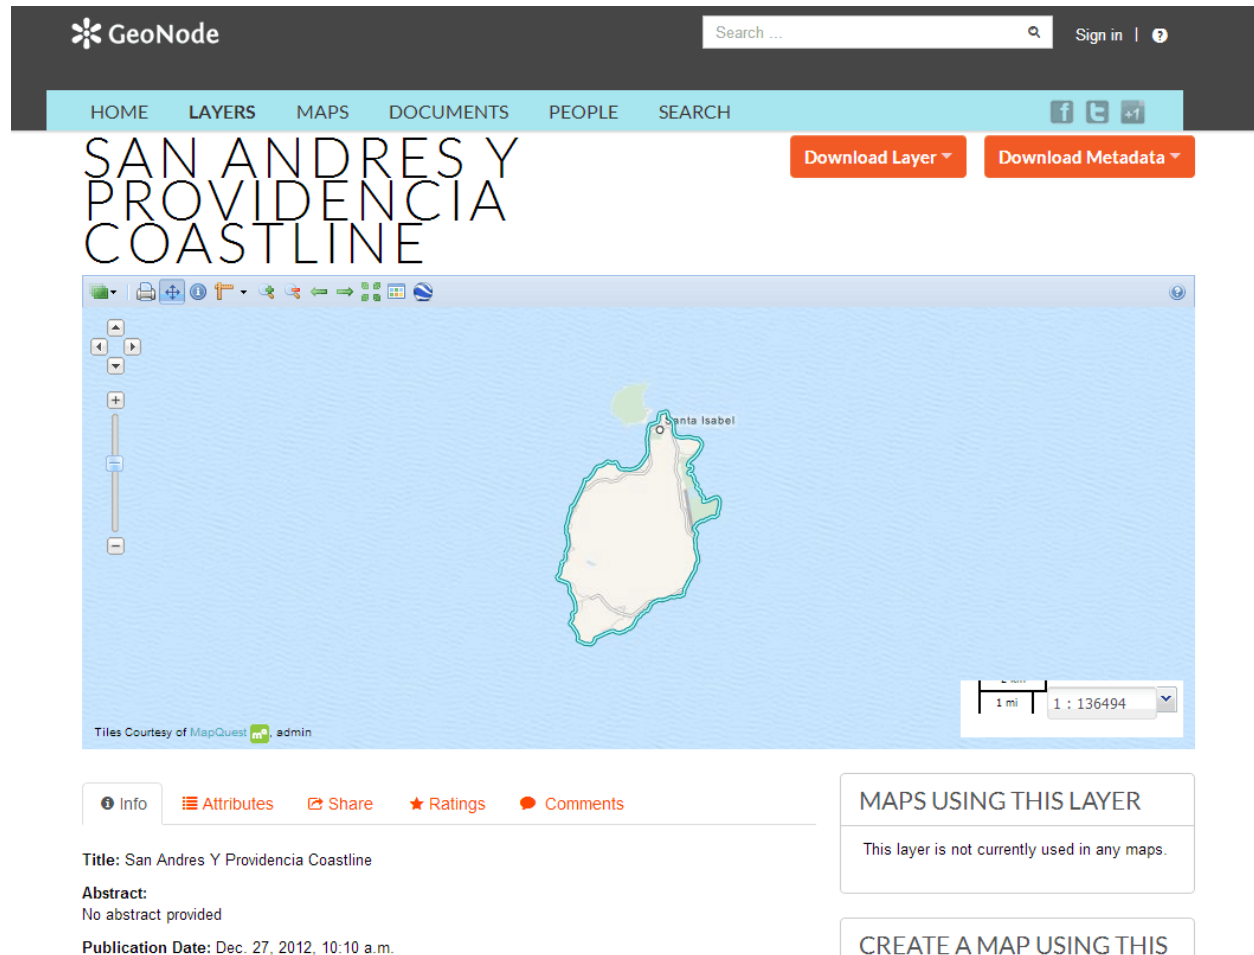 GeoNode
Search ...
Sign in | ?
HOME LAYERS MAPS DOCUMENTS PEOPLE SEARCH
f t +1
SAN ANDRES Y
PROVIDENCIA
COASTLINE
Download Layer
Download Metadata
Santa Isabel
1 mi
1 : 136494
Tiles Courtesy of MapQuest mq, admin
Info Attributes Share Ratings Comments
Title: San Andres Y Providencia Coastline
Abstract:
No abstract provided
Publication Date: Dec. 27, 2012, 10:10 a.m.
MAPS USING THIS LAYER
This layer is not currently used in any maps.
CREATE A MAP USING THIS